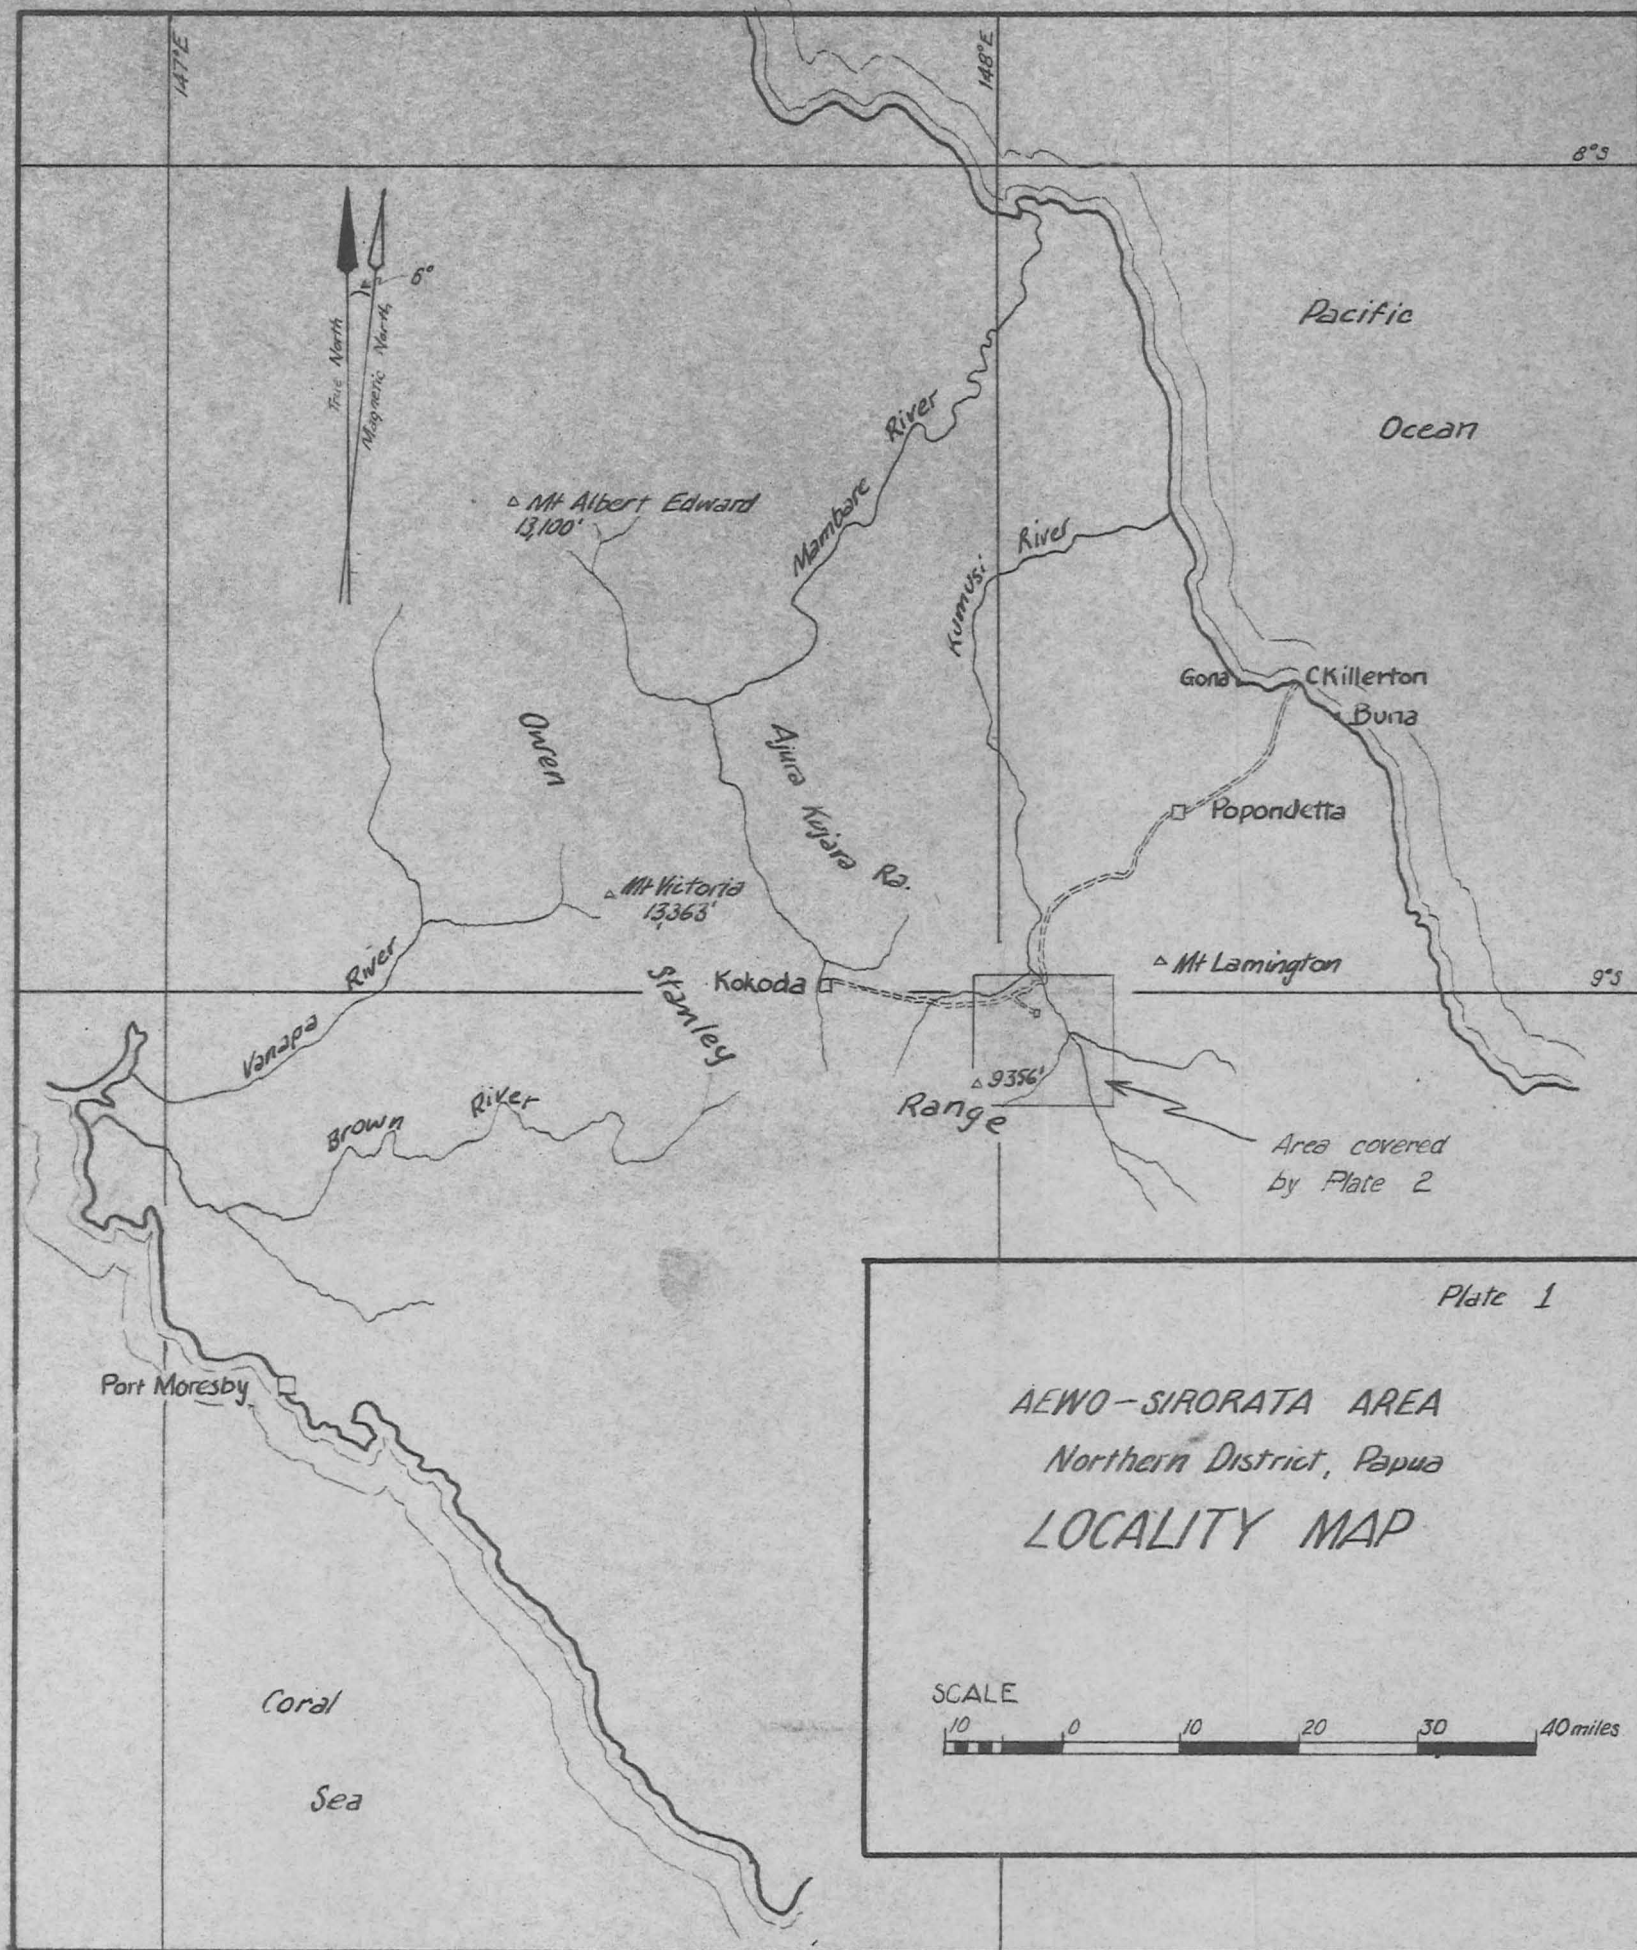 147°E
148°E
8°S
6°
True North
Magnetic North
Pacific
Ocean
Mambare River
Mt Albert Edward
13,100'
Kumusi River
Gona
C Killerton
Buna
Owen
Ajura Kujara Ra.
Popondetta
Mt Victoria
13,363'
Stanley
Kokoda
Mt Lamington
9°S
Vanapa River
Brown River
9356'
Range
Area covered
by Plate 2
Port Moresby
Coral
Sea
Plate 1
AEWO-SIRORATA AREA
Northern District, Papua
LOCALITY MAP
SCALE
10 0 10 20 30 40 miles